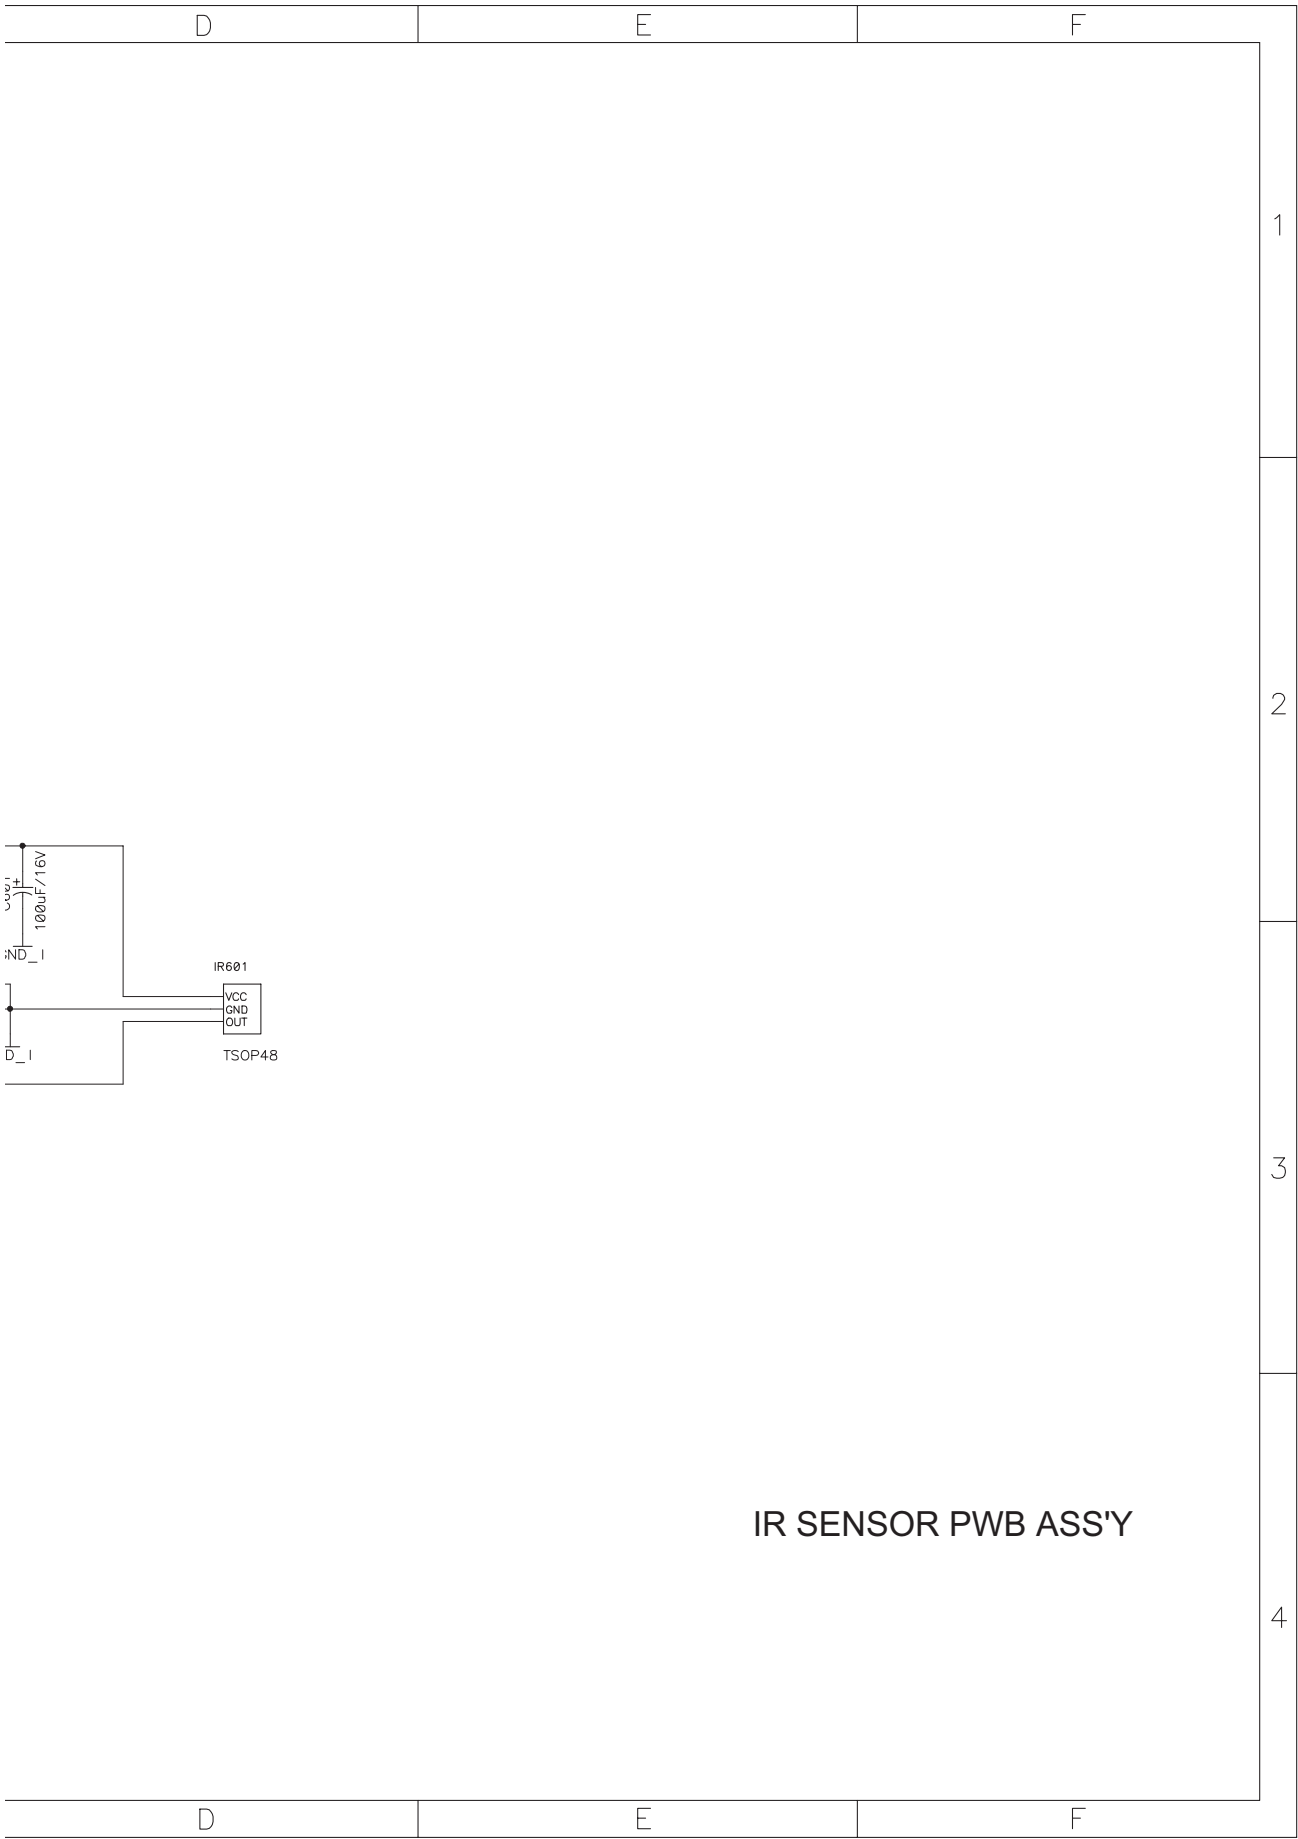 D E F
1
2
100uF/16V
IR601
VCC
GND
OUT
TSOP48
3
IR SENSOR PWB ASS'Y
4
D E F